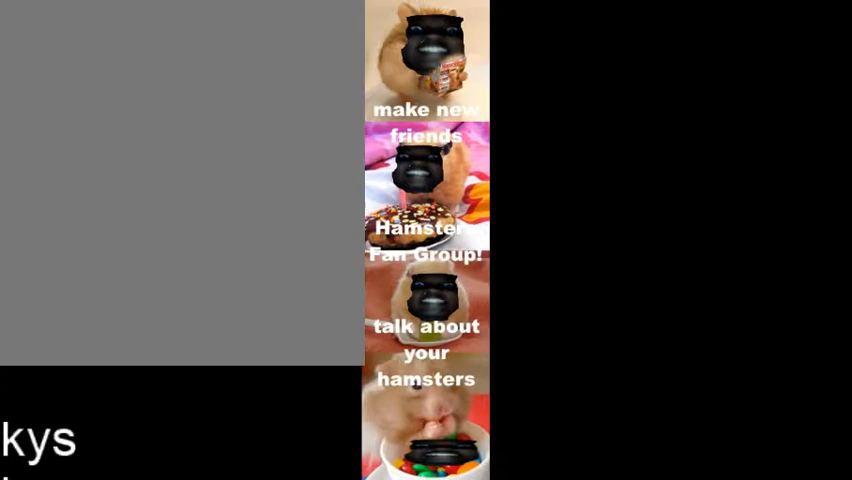 make new
friends
Hamster
Fan Group!
talk about
your
hamsters
kys